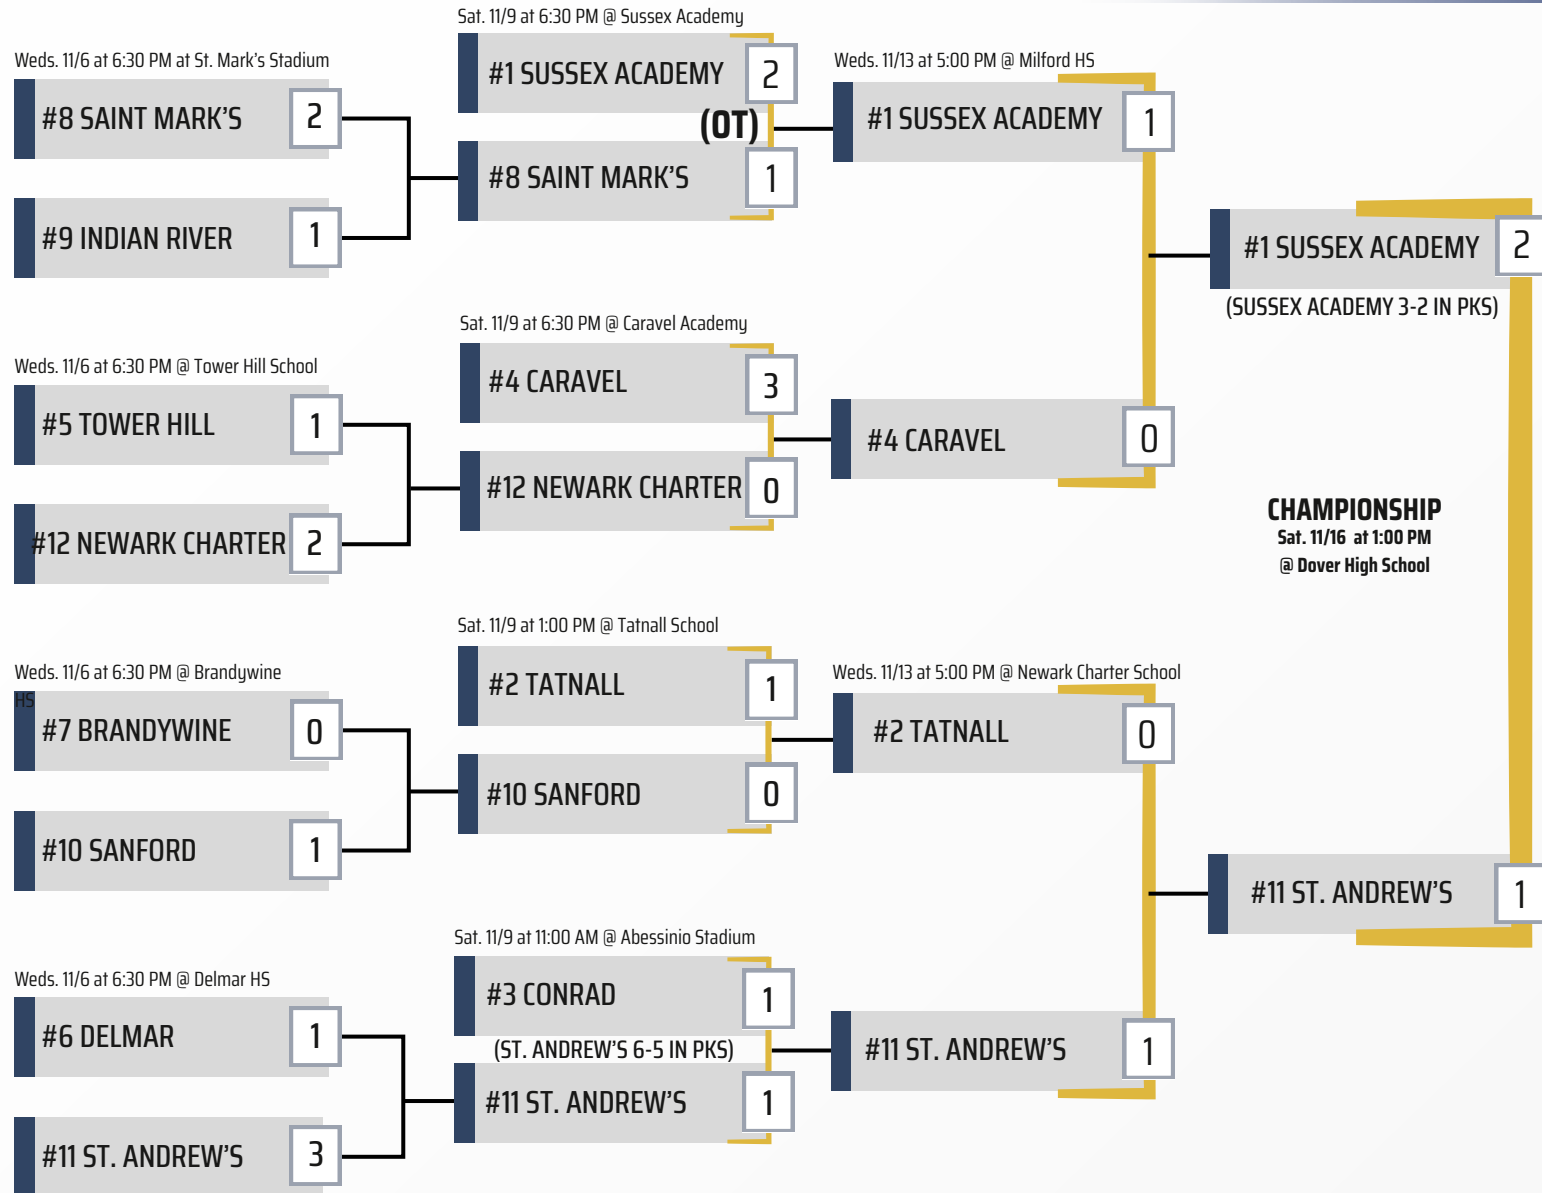 Weds. 11/6 at 6:30 PM at St. Mark's Stadium
#8 SAINT MARK'S 2
#9 INDIAN RIVER 1
Weds. 11/6 at 6:30 PM @ Tower Hill School
#5 TOWER HILL 1
#12 NEWARK CHARTER 2
Weds. 11/6 at 6:30 PM @ Brandywine
HS
#7 BRANDYWINE 0
#10 SANFORD 1
Weds. 11/6 at 6:30 PM @ Delmar HS
#6 DELMAR 1
#11 ST. ANDREW'S 3
Sat. 11/9 at 6:30 PM @ Sussex Academy
#1 SUSSEX ACADEMY 2
(OT)
#8 SAINT MARK'S 1
Sat. 11/9 at 6:30 PM @ Caravel Academy
#4 CARAVEL 3
#12 NEWARK CHARTER 0
Sat. 11/9 at 1:00 PM @ Tatnall School
#2 TATNALL 1
#10 SANFORD 0
Sat. 11/9 at 11:00 AM @ Abessinio Stadium
#3 CONRAD 1
(ST. ANDREW'S 6-5 IN PKS)
#11 ST. ANDREW'S 1
Weds. 11/13 at 5:00 PM @ Milford HS
#1 SUSSEX ACADEMY 1
#4 CARAVEL 0
Weds. 11/13 at 5:00 PM @ Newark Charter School
#2 TATNALL 0
#11 ST. ANDREW'S 1
#1 SUSSEX ACADEMY 2
(SUSSEX ACADEMY 3-2 IN PKS)
CHAMPIONSHIP
Sat. 11/16 at 1:00 PM
@ Dover High School
#11 ST. ANDREW'S 1